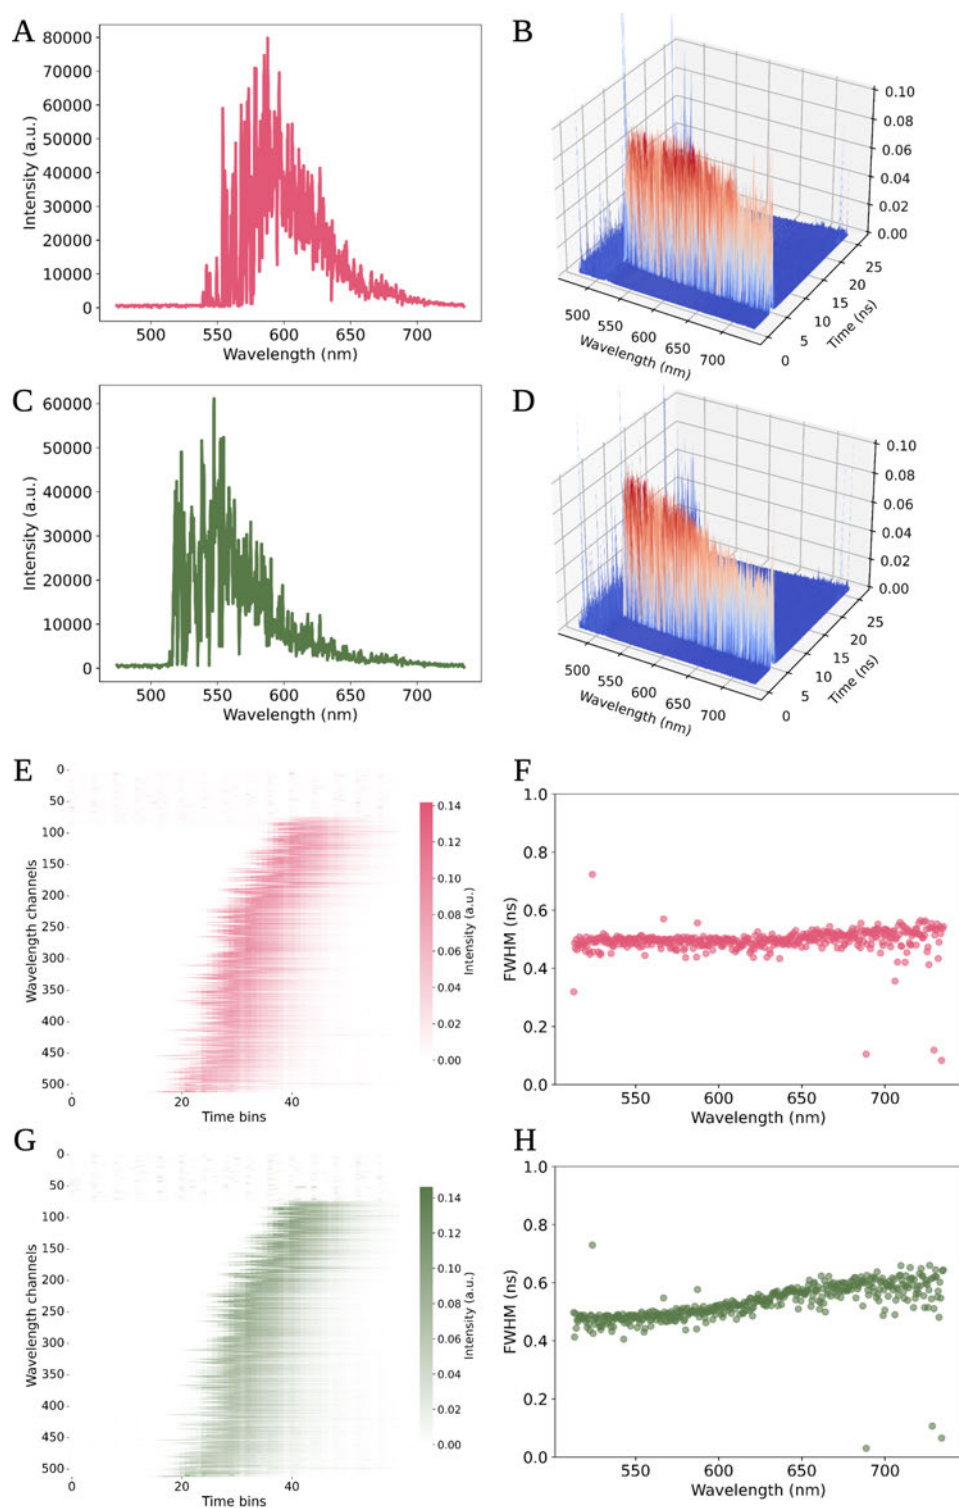 A
80000
70000
60000
50000
40000
30000
20000
10000
0
Intensity (a.u.)
500 550 600 650 700
Wavelength (nm)
B
0.10
0.08
0.06
0.04
0.02
0.00
500 550 600 650 700
Wavelength (nm)
0 5 10 15 20 25
Time (ns)
C
60000
50000
40000
30000
20000
10000
0
Intensity (a.u.)
500 550 600 650 700
Wavelength (nm)
D
0.10
0.08
0.06
0.04
0.02
0.00
500 550 600 650 700
Wavelength (nm)
0 5 10 15 20 25
Time (ns)
E
0
50
100
150
200
250
300
350
400
450
500
Wavelength channels
0 20 40
Time bins
0.14
0.12
0.10
0.08
0.06
0.04
0.02
0.00
Intensity (a.u.)
F
1.0
0.8
0.6
0.4
0.2
0.0
FWHM (ns)
550 600 650 700
Wavelength (nm)
G
0
50
100
150
200
250
300
350
400
450
500
Wavelength channels
0 20 40
Time bins
0.14
0.12
0.10
0.08
0.06
0.04
0.02
0.00
Intensity (a.u.)
H
1.0
0.8
0.6
0.4
0.2
0.0
FWHM (ns)
550 600 650 700
Wavelength (nm)